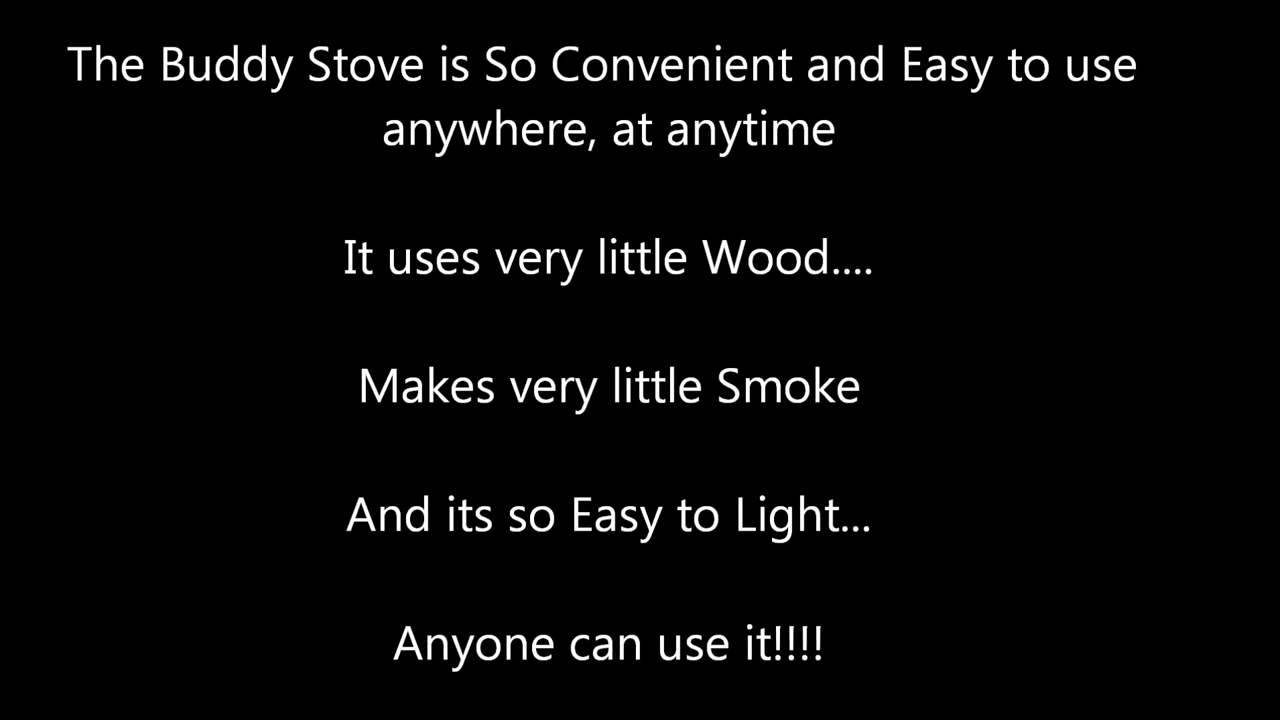 The Buddy Stove is So Convenient and Easy to use
anywhere, at anytime
It uses very little Wood....
Makes very little Smoke
And its so Easy to Light...
Anyone can use it!!!!